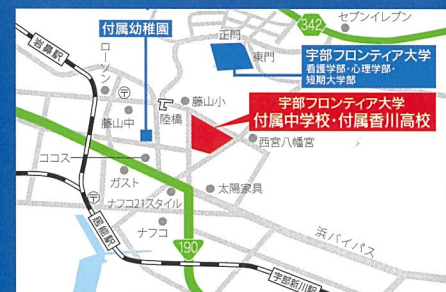 342
セブンイレブン
正門
東門
岩鼻駅
付属幼稚園
ローソン
宇部フロンティア大学
看護学部・心理学部・
短期大学部
藤山小
陸橋
藤山中
宇部フロンティア大学
付属中学校・付属香川高校
西宮八幡宮
ココス
ガスト
太陽家具
ナフコ21スタイル
居能駅
ナフコ
浜バイパス
190
宇部新川駅